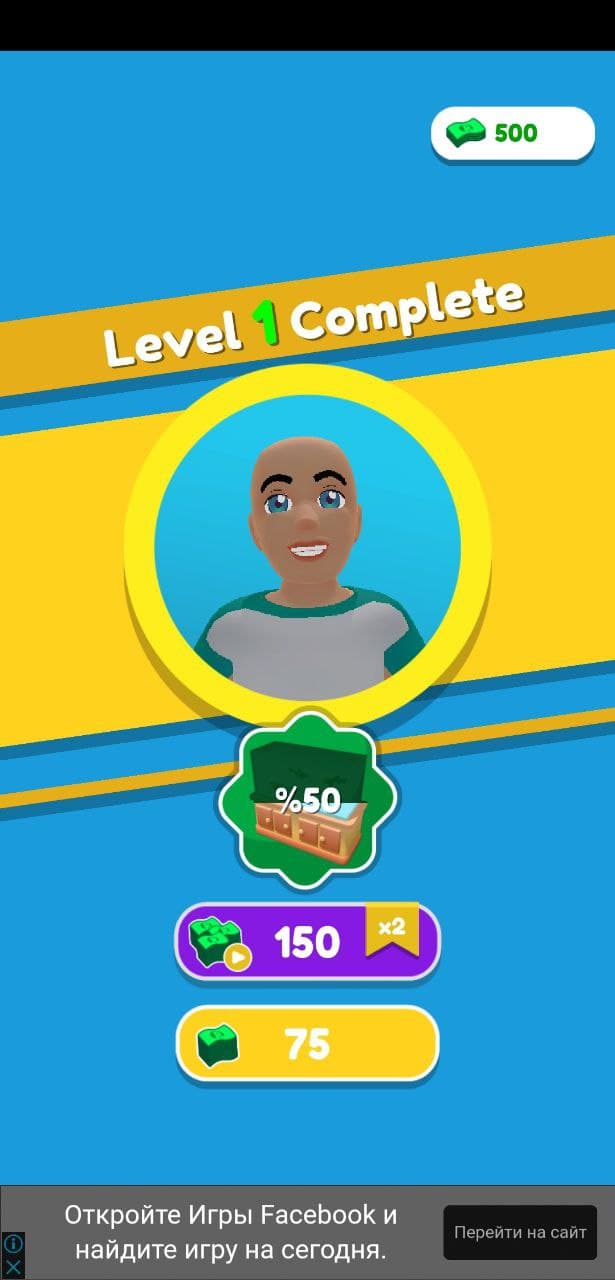 500
Level 1 Complete
%50
150
x2
75
Откройте Игры Facebook и
найдите игру на сегодня.
Перейти на сайт